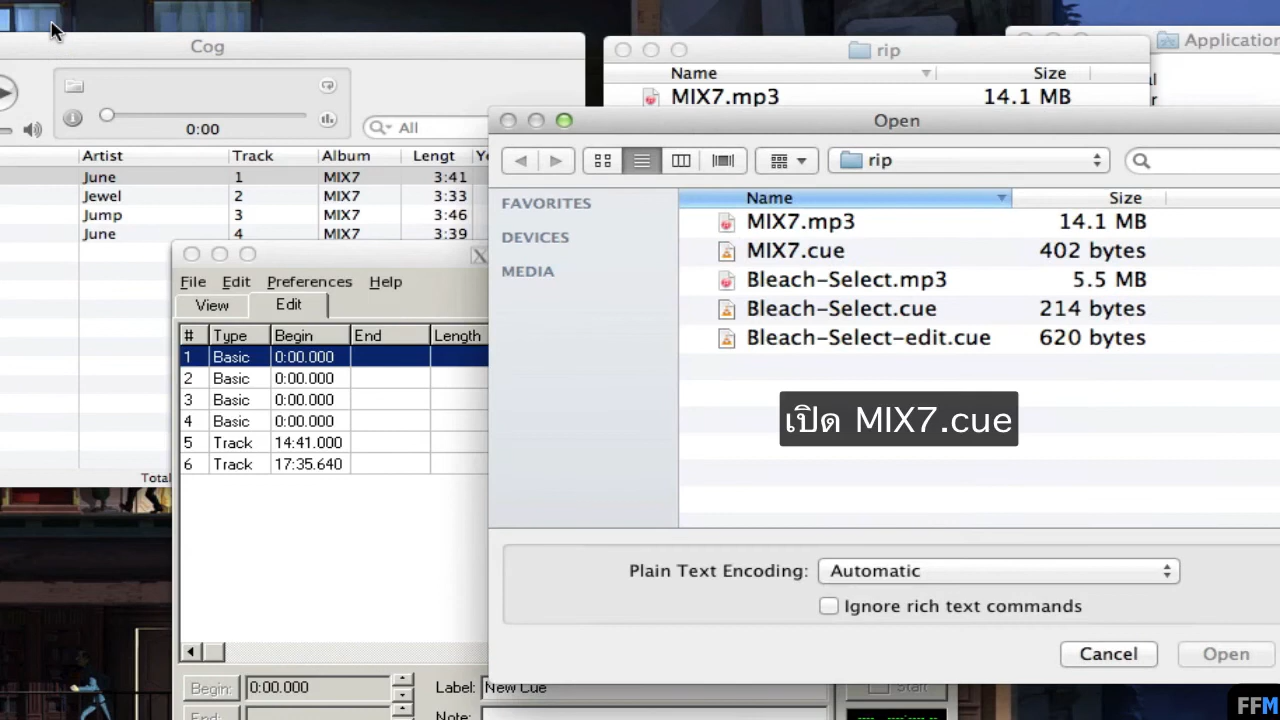 Cog
0:00
All
Artist Track Album Lengt
June 1 MIX7 3:41
Jewel 2 MIX7 3:33
Jump 3 MIX7 3:46
June 4 MIX7 3:39
Total
rip
Name Size
MIX7.mp3 14.1 MB
Application
Open
rip
FAVORITES
DEVICES
MEDIA
Name Size
MIX7.mp3 14.1 MB
MIX7.cue 402 bytes
Bleach-Select.mp3 5.5 MB
Bleach-Select.cue 214 bytes
Bleach-Select-edit.cue 620 bytes
เปิด MIX7.cue
Plain Text Encoding: Automatic
Ignore rich text commands
Cancel Open
File Edit Preferences Help
View Edit
# Type Begin End Length
1 Basic 0:00.000
2 Basic 0:00.000
3 Basic 0:00.000
4 Basic 0:00.000
5 Track 14:41.000
6 Track 17:35.640
Begin: 0:00.000 Label: New Cue
Start
End: Note:
FFM